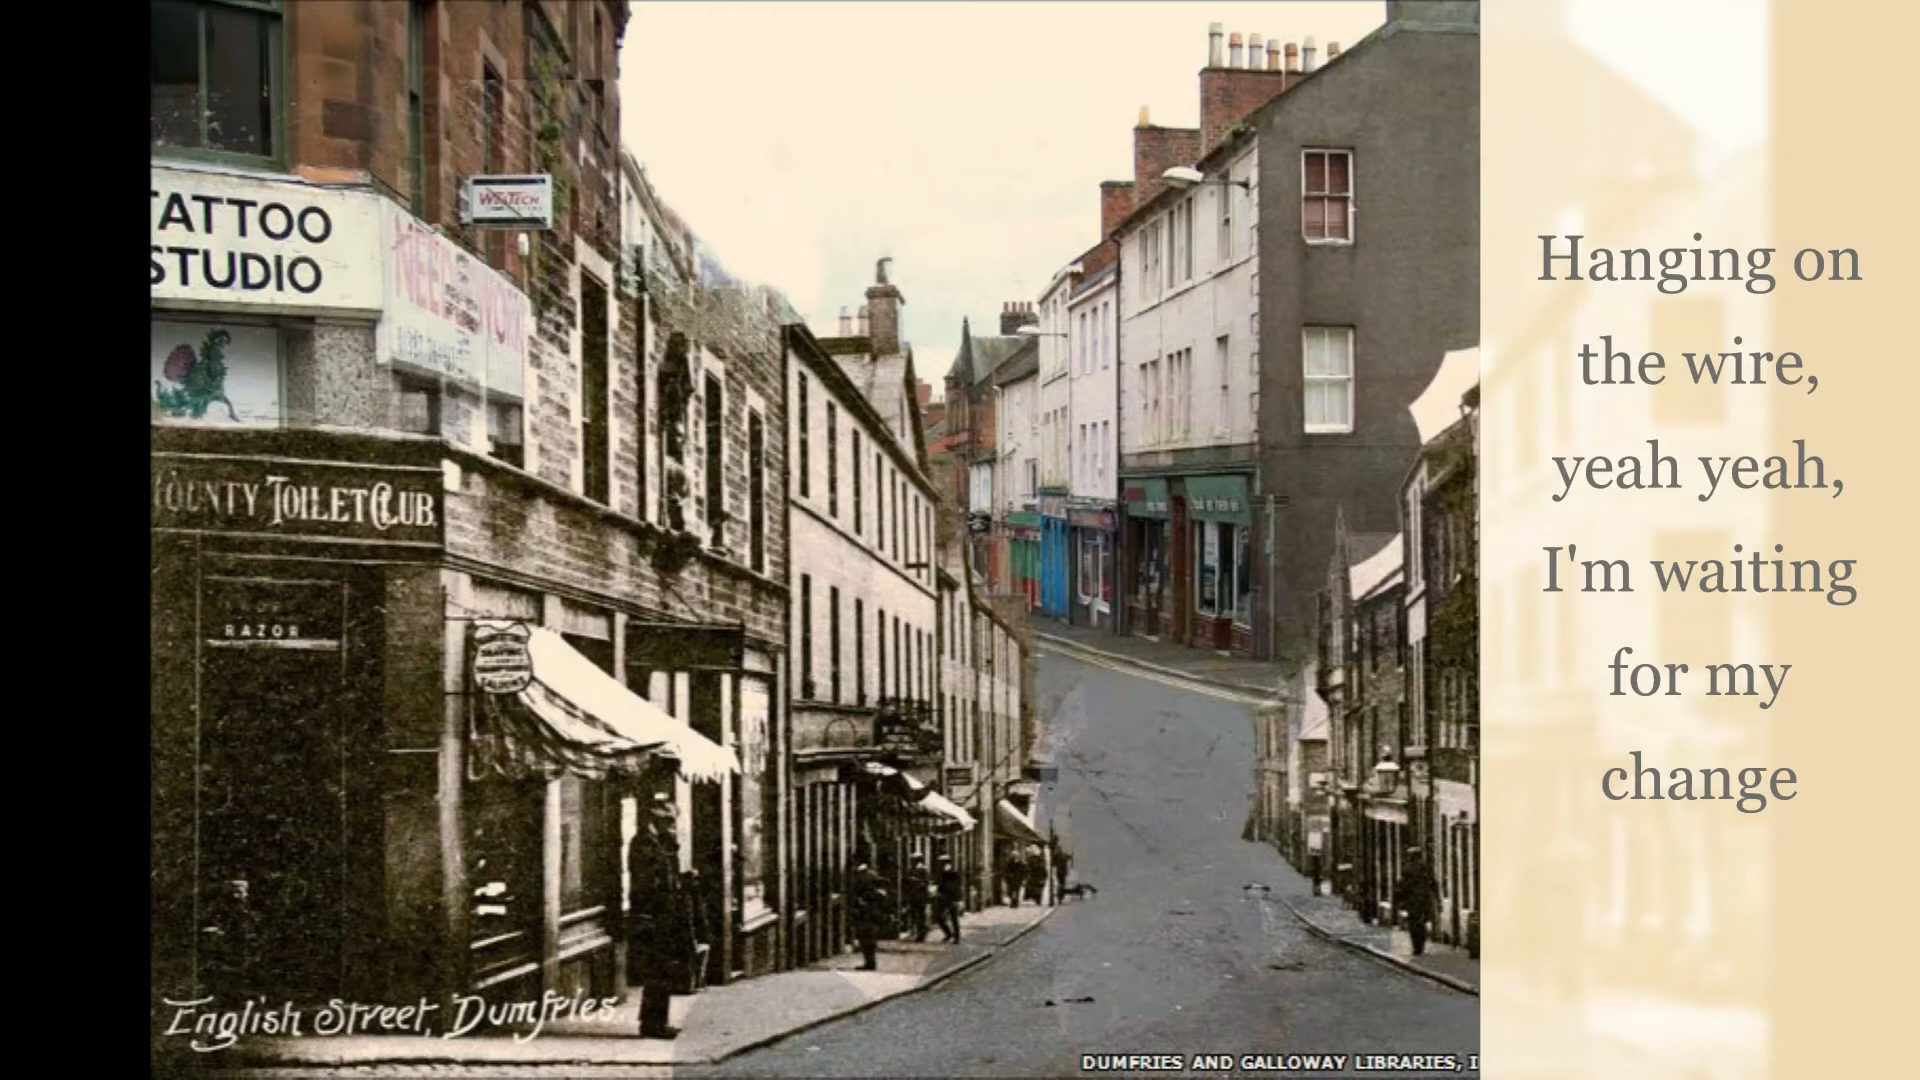 TATTOO
STUDIO
WESTECH
NEEDLEWORK
COUNTY TOILET CLUB.
RAZOR
English Street, Dumfries.
DUMFRIES AND GALLOWAY LIBRARIES, I
Hanging on
the wire,
yeah yeah,
I'm waiting
for my
change